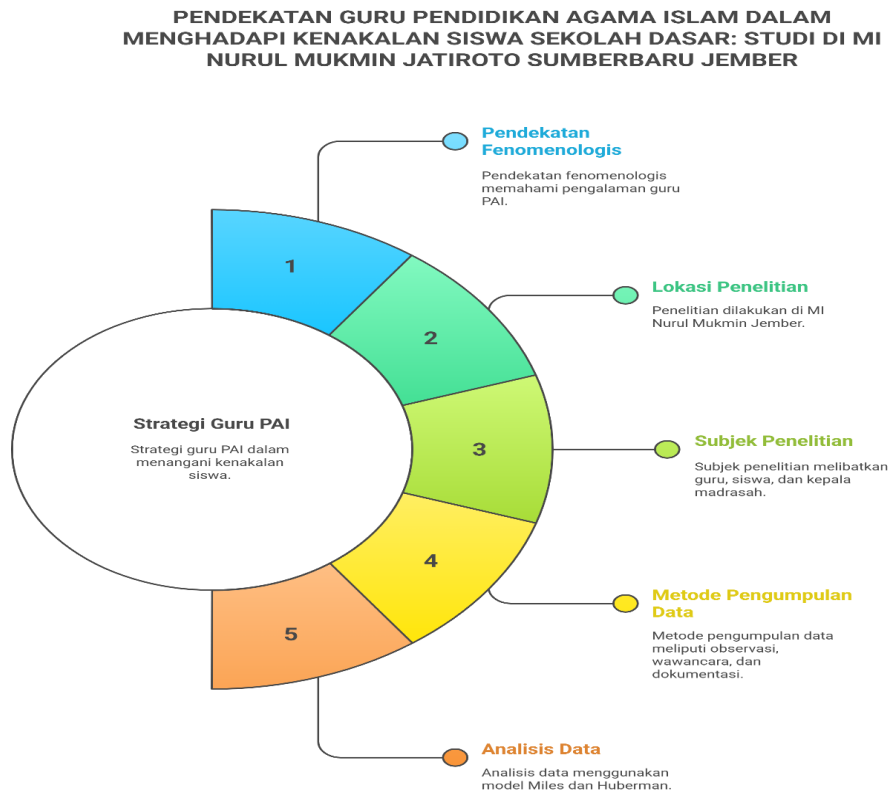 PENDEKATAN GURU PENDIDIKAN AGAMA ISLAM DALAM
MENGHADAPI KENAKALAN SISWA SEKOLAH DASAR: STUDI DI MI
NURUL MUKMIN JATIROTO SUMBERBARU JEMBER
Pendekatan
Fenomenologis
Pendekatan fenomenologis
memahami pengalaman guru
PAI.
1
Lokasi Penelitian
Penelitian dilakukan di MI
Nurul Mukmin Jember.
2
Strategi Guru PAI
Strategi guru PAI dalam
menangani kenakalan
siswa.
3
Subjek Penelitian
Subjek penelitian melibatkan
guru, siswa, dan kepala
madrasah.
4
Metode Pengumpulan
Data
Metode pengumpulan data
meliputi observasi,
wawancara, dan
dokumentasi.
5
Analisis Data
Analisis data menggunakan
model Miles dan Huberman.